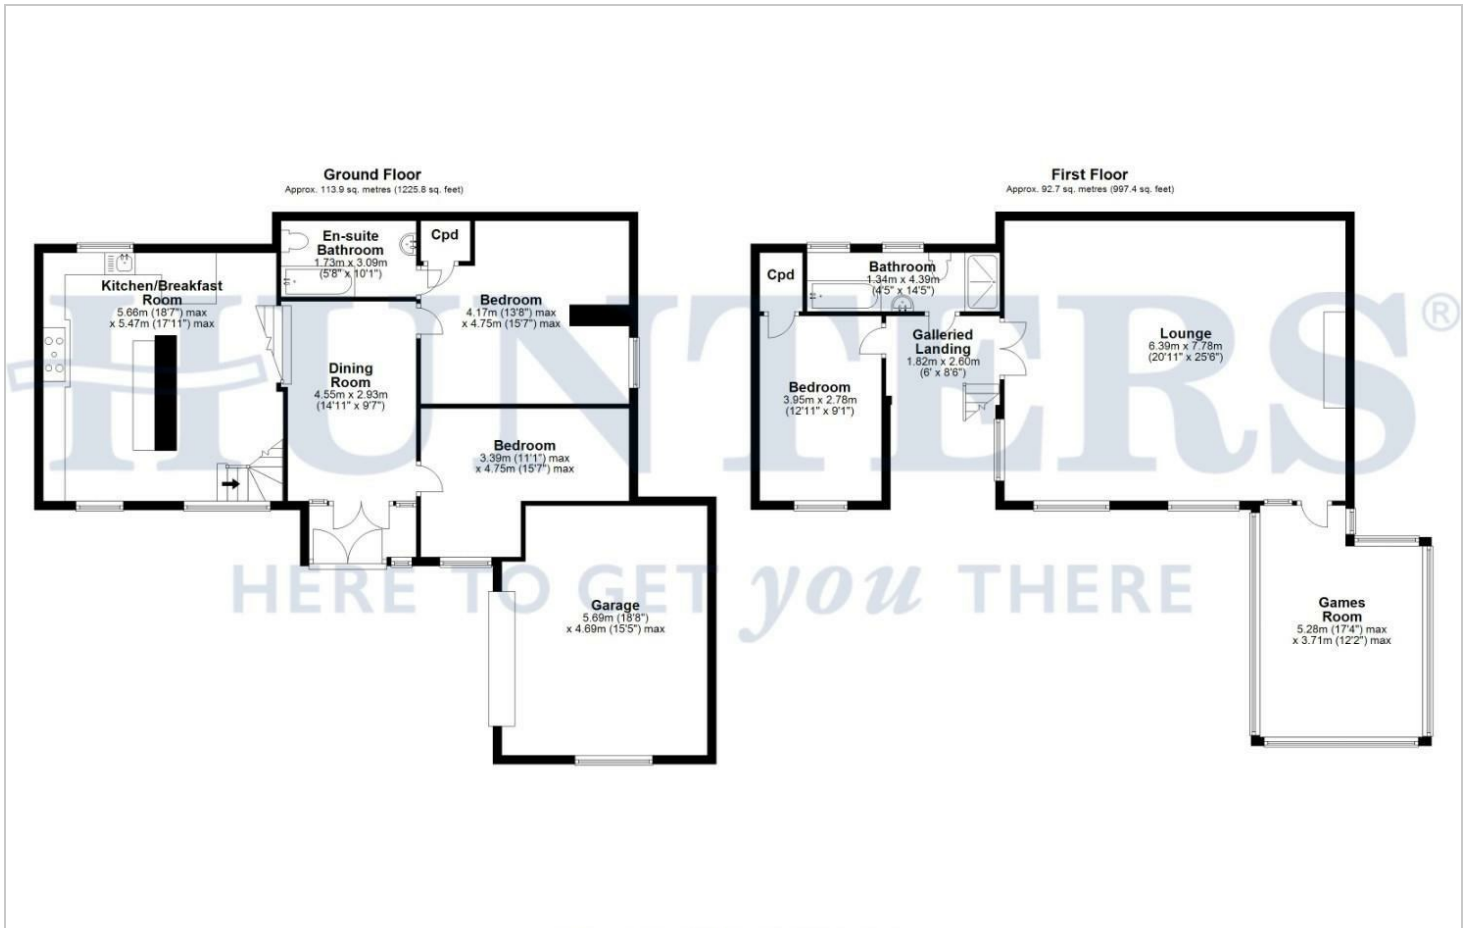 Ground Floor
Approx. 113.9 sq. metres (1225.8 sq. feet)
Kitchen/Breakfast
Room
5.66m (18'7") max
x 5.47m (17'11") max
En-suite
Bathroom
1.73m x 3.09m
(5'8" x 10'1")
Cpd
Bedroom
4.17m (13'8") max
x 4.75m (15'7") max
Dining
Room
4.55m x 2.93m
(14'11" x 9'7")
Bedroom
3.39m (11'1") max
x 4.75m (15'7") max
Garage
5.69m (18'8")
x 4.69m (15'5") max
First Floor
Approx. 92.7 sq. metres (997.4 sq. feet)
Cpd
Bathroom
1.34m x 4.39m
(4'5" x 14'5")
Galleried
Landing
1.82m x 2.60m
(6' x 8'6")
Bedroom
3.95m x 2.78m
(12'11" x 9'1")
Lounge
6.39m x 7.78m
(20'11" x 25'6")
Games
Room
5.28m (17'4") max
x 3.71m (12'2") max
HUNTERS®
HERE TO GET you THERE